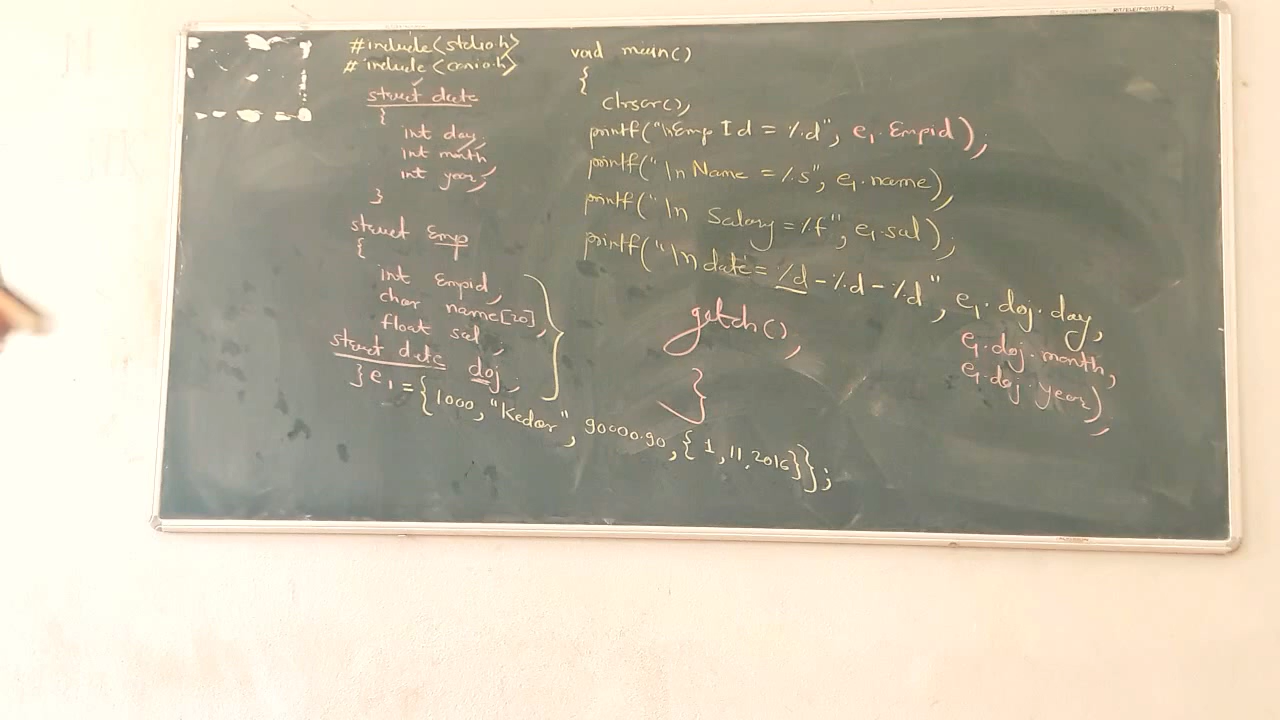 #include<stdio.h>
#include<conio.h>
struct date
{
int day;
int month;
int year;
}
struct Emp
{
int Empid;
char name[20];
float sal;
struct date doj;
}e1={1000,"Kedar",90000.90,{1,11,2016}};
void main()
{
clrscr();
printf("\nEmp Id = %d", e1.Empid);
printf("\n Name = %s", e1.name);
printf("\n Salary = %f", e1.sal);
printf("\n date= %d-%d-%d", e1.doj.day,
e1.doj.month,
e1.doj.year);
getch();
}